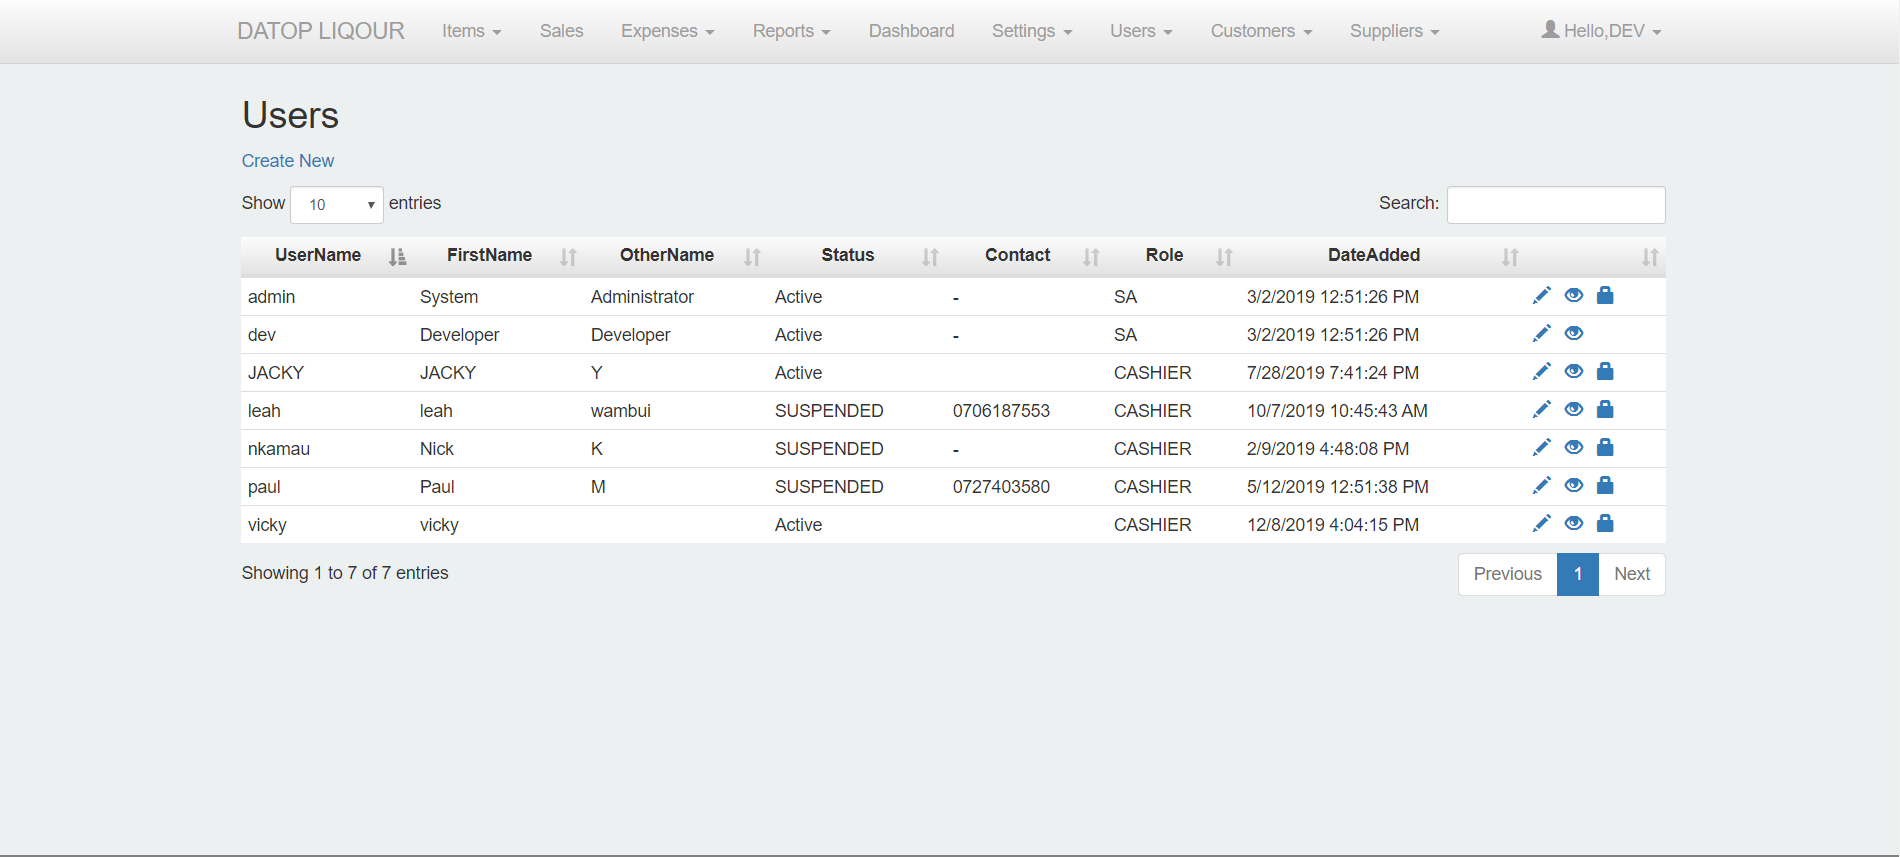 DATOP LIQOUR Items Sales Expenses Reports Dashboard Settings Users Customers Suppliers Hello,DEV
Users
Create New
Show 10 entries Search:
UserName FirstName OtherName Status Contact Role DateAdded
admin System Administrator Active - SA 3/2/2019 12:51:26 PM
dev Developer Developer Active - SA 3/2/2019 12:51:26 PM
JACKY JACKY Y Active CASHIER 7/28/2019 7:41:24 PM
leah leah wambui SUSPENDED 0706187553 CASHIER 10/7/2019 10:45:43 AM
nkamau Nick K SUSPENDED - CASHIER 2/9/2019 4:48:08 PM
paul Paul M SUSPENDED 0727403580 CASHIER 5/12/2019 12:51:38 PM
vicky vicky Active CASHIER 12/8/2019 4:04:15 PM
Showing 1 to 7 of 7 entries Previous 1 Next